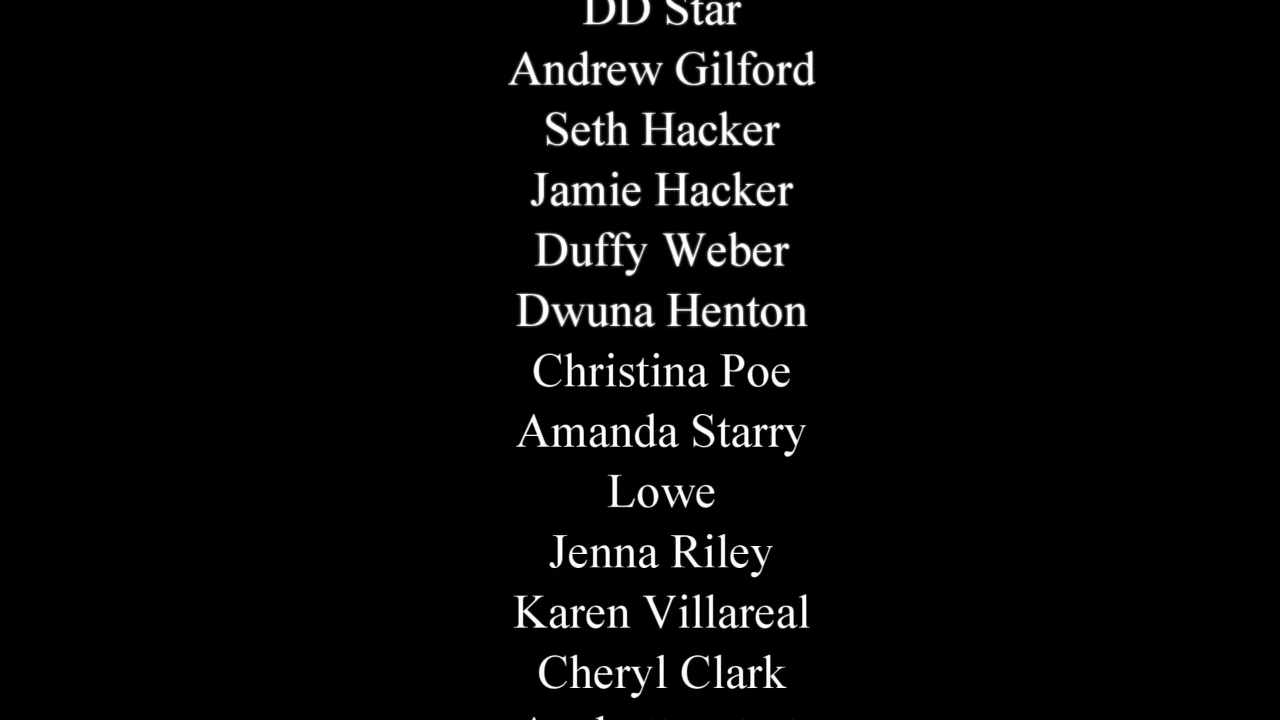 DD Star
Andrew Gilford
Seth Hacker
Jamie Hacker
Duffy Weber
Dwuna Henton
Christina Poe
Amanda Starry
Lowe
Jenna Riley
Karen Villareal
Cheryl Clark